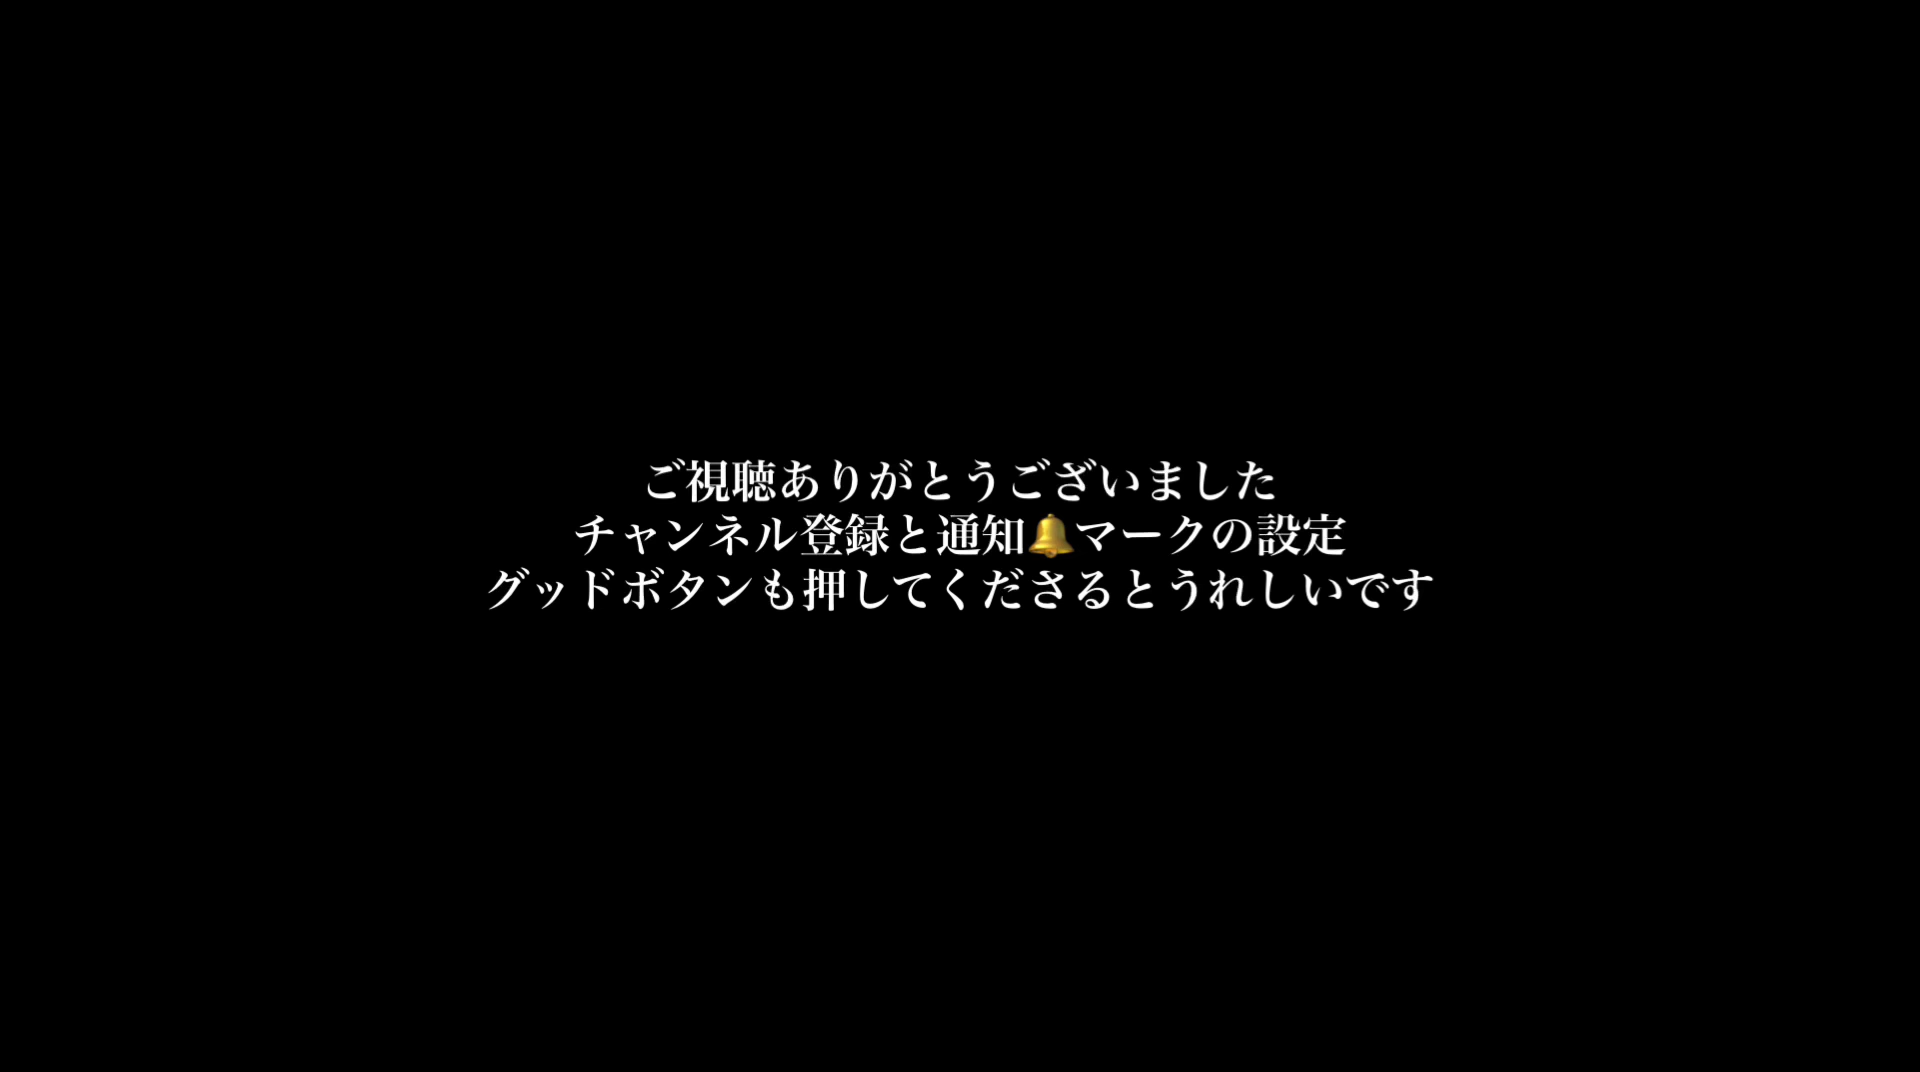 ご視聴ありがとうございました
チャンネル登録と通知🔔マークの設定
グッドボタンも押してくださるとうれしいです